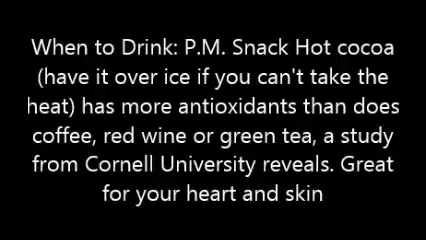 When to Drink: P.M. Snack Hot cocoa
(have it over ice if you can't take the
heat) has more antioxidants than does
coffee, red wine or green tea, a study
from Cornell University reveals. Great
for your heart and skin